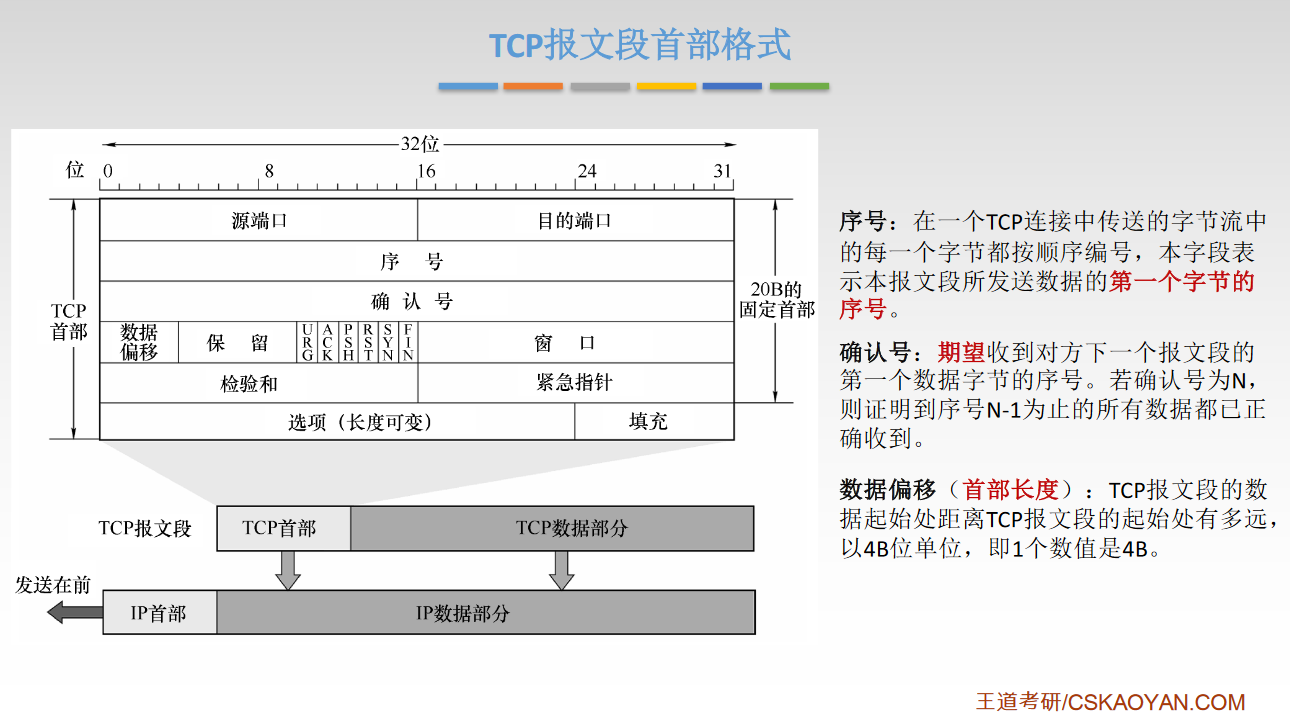 TCP报文段首部格式
32位
位 0 8 16 24 31
源端口 目的端口
序 号
确 认 号
数据
偏移
保 留
URG ACK PSH RST SYN FIN
窗 口
检验和 紧急指针
选项（长度可变） 填充
TCP
首部
20B的
固定首部
TCP报文段 TCP首部 TCP数据部分
发送在前
IP首部 IP数据部分
序号：在一个TCP连接中传送的字节流中
的每一个字节都按顺序编号，本字段表
示本报文段所发送数据的第一个字节的
序号。
确认号：期望收到对方下一个报文段的
第一个数据字节的序号。若确认号为N，
则证明到序号N-1为止的所有数据都已正
确收到。
数据偏移（首部长度）：TCP报文段的数
据起始处距离TCP报文段的起始处有多远，
以4B位单位，即1个数值是4B。
王道考研/CSKAOYAN.COM